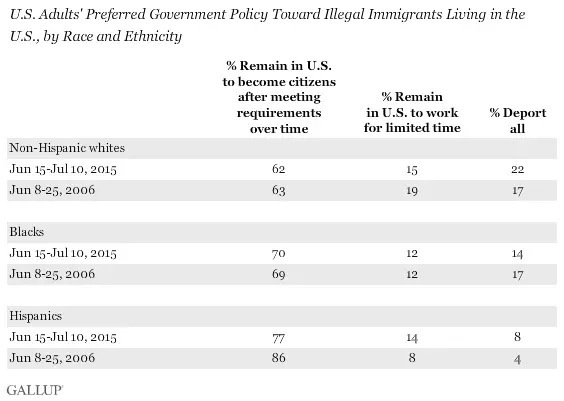 U.S. Adults' Preferred Government Policy Toward Illegal Immigrants Living in the
U.S., by Race and Ethnicity
% Remain in U.S.
to become citizens
after meeting
requirements
over time
% Remain
in U.S. to work
for limited time
% Deport
all
Non-Hispanic whites
Jun 15-Jul 10, 2015 62 15 22
Jun 8-25, 2006 63 19 17
Blacks
Jun 15-Jul 10, 2015 70 12 14
Jun 8-25, 2006 69 12 17
Hispanics
Jun 15-Jul 10, 2015 77 14 8
Jun 8-25, 2006 86 8 4
GALLUP®